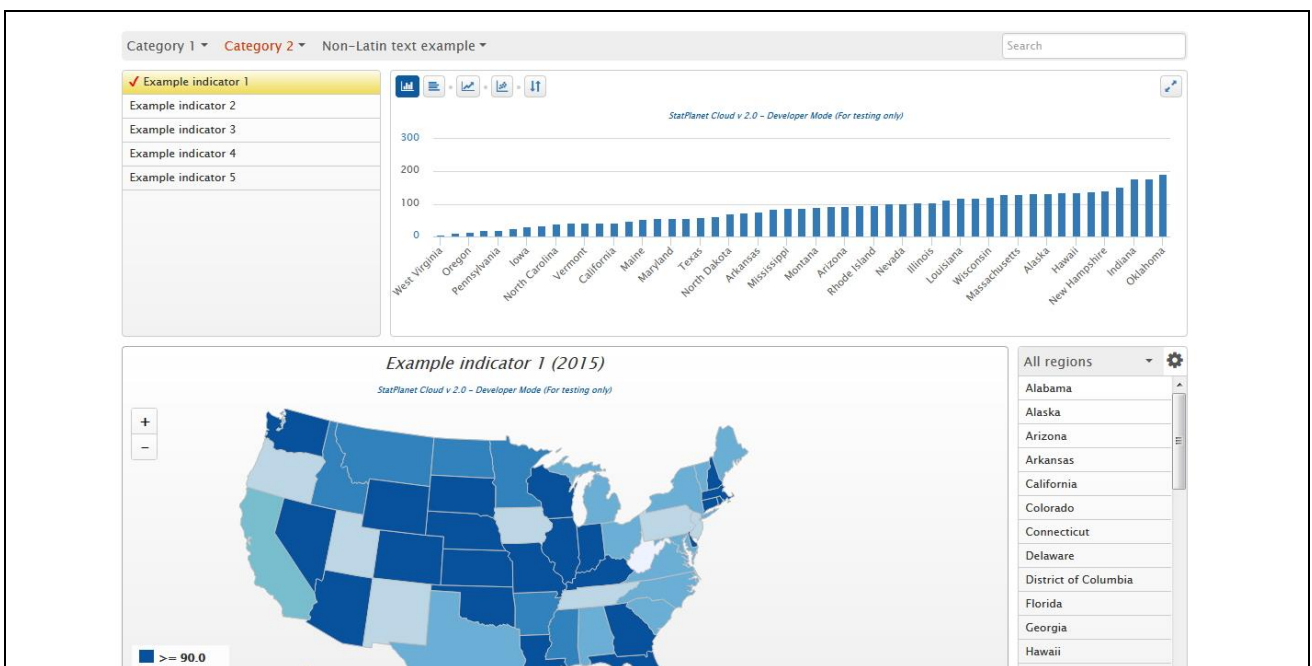 Category 1 Category 2 Non-Latin text example Search
✓ Example indicator 1
Example indicator 2
Example indicator 3
Example indicator 4
Example indicator 5
StatPlanet Cloud v 2.0 – Developer Mode (For testing only)
300
200
100
0
West Virginia Oregon Pennsylvania Iowa North Carolina Vermont California Maine Maryland Texas North Dakota Arkansas Mississippi Montana Arizona Rhode Island Nevada Illinois Louisiana Wisconsin Massachusetts Alaska Hawaii New Hampshire Indiana Oklahoma
Example indicator 1 (2015)
StatPlanet Cloud v 2.0 – Developer Mode (For testing only)
+
−
>= 90.0
All regions
Alabama
Alaska
Arizona
Arkansas
California
Colorado
Connecticut
Delaware
District of Columbia
Florida
Georgia
Hawaii